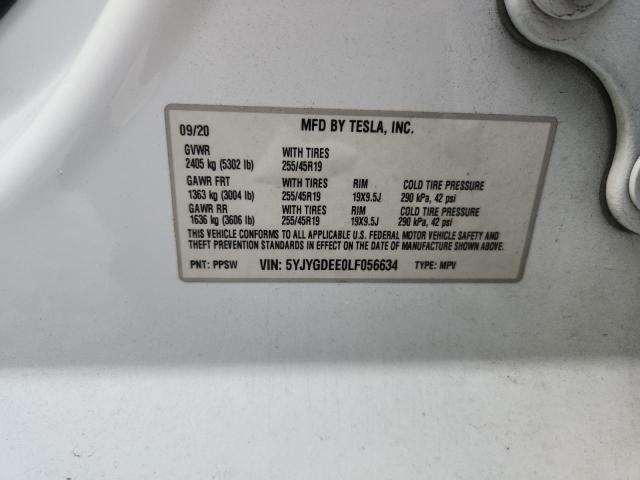 09/20 MFD BY TESLA, INC.
GVWR WITH TIRES
2405 kg (5302 lb) 255/45R19
GAWR FRT WITH TIRES RIM COLD TIRE PRESSURE
1363 kg (3004 lb) 255/45R19 19X9.5J 290 kPa, 42 psi
GAWR RR WITH TIRES RIM COLD TIRE PRESSURE
1636 kg (3606 lb) 255/45R19 19X9.5J 290 kPa, 42 psi
THIS VEHICLE CONFORMS TO ALL APPLICABLE U.S. FEDERAL MOTOR VEHICLE SAFETY AND
THEFT PREVENTION STANDARDS IN EFFECT ON THE DATE OF MANUFACTURE SHOWN ABOVE.
PNT: PPSW VIN: 5YJYGDEE0LF056634 TYPE: MPV